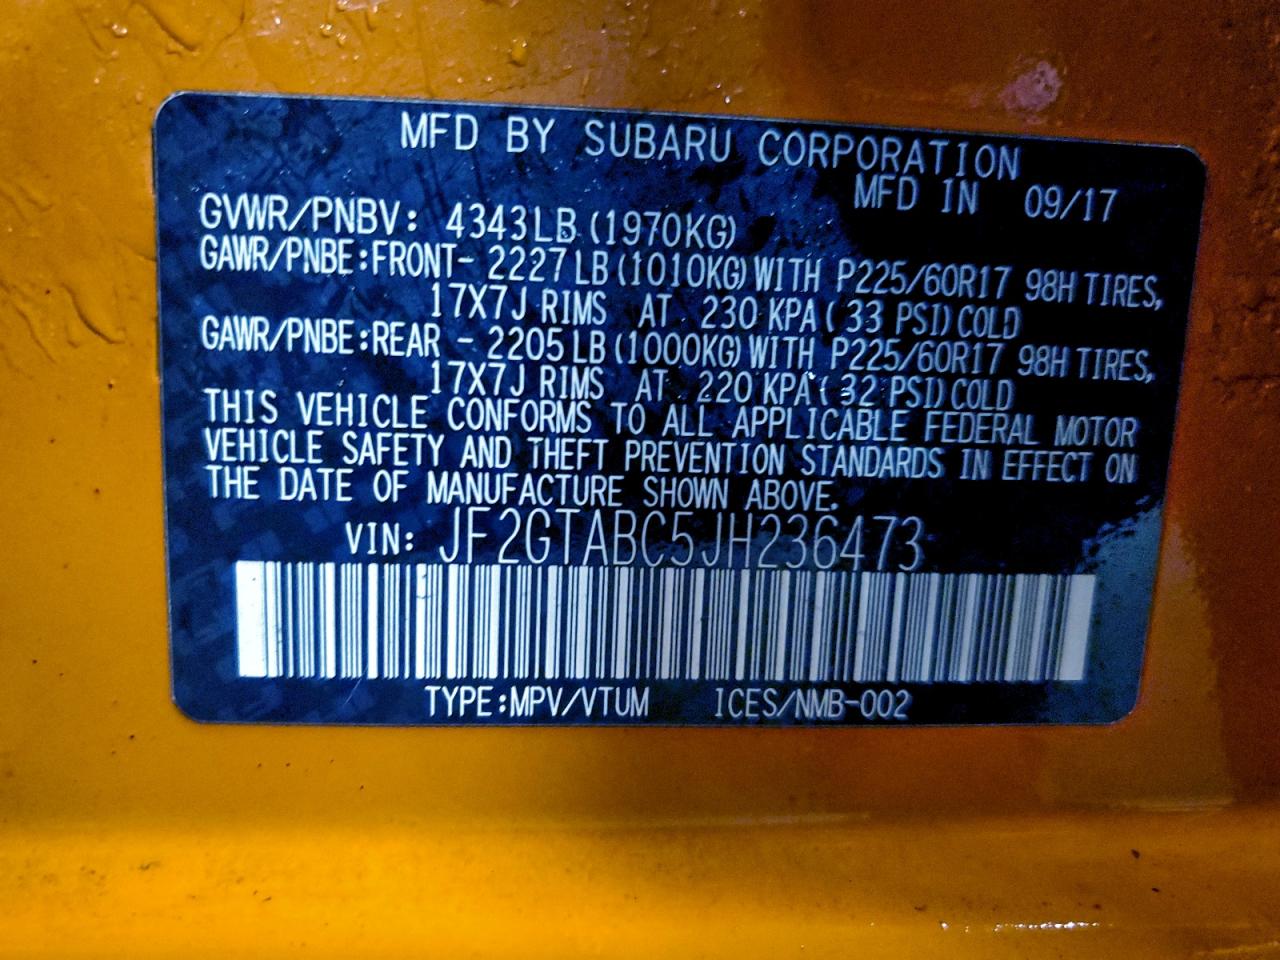 MFD BY SUBARU CORPORATION
MFD IN 09/17
GVWR/PNBV: 4343LB (1970KG)
GAWR/PNBE:FRONT- 2227LB (1010KG) WITH P225/60R17 98H TIRES,
17X7J RIMS AT 230 KPA ( 33 PSI) COLD
GAWR/PNBE:REAR - 2205LB (1000KG) WITH P225/60R17 98H TIRES,
17X7J RIMS AT 220 KPA ( 32 PSI) COLD
THIS VEHICLE CONFORMS TO ALL APPLICABLE FEDERAL MOTOR
VEHICLE SAFETY AND THEFT PREVENTION STANDARDS IN EFFECT ON
THE DATE OF MANUFACTURE SHOWN ABOVE.
VIN: JF2GTABC5JH236473
TYPE:MPV/VTUM ICES/NMB-002